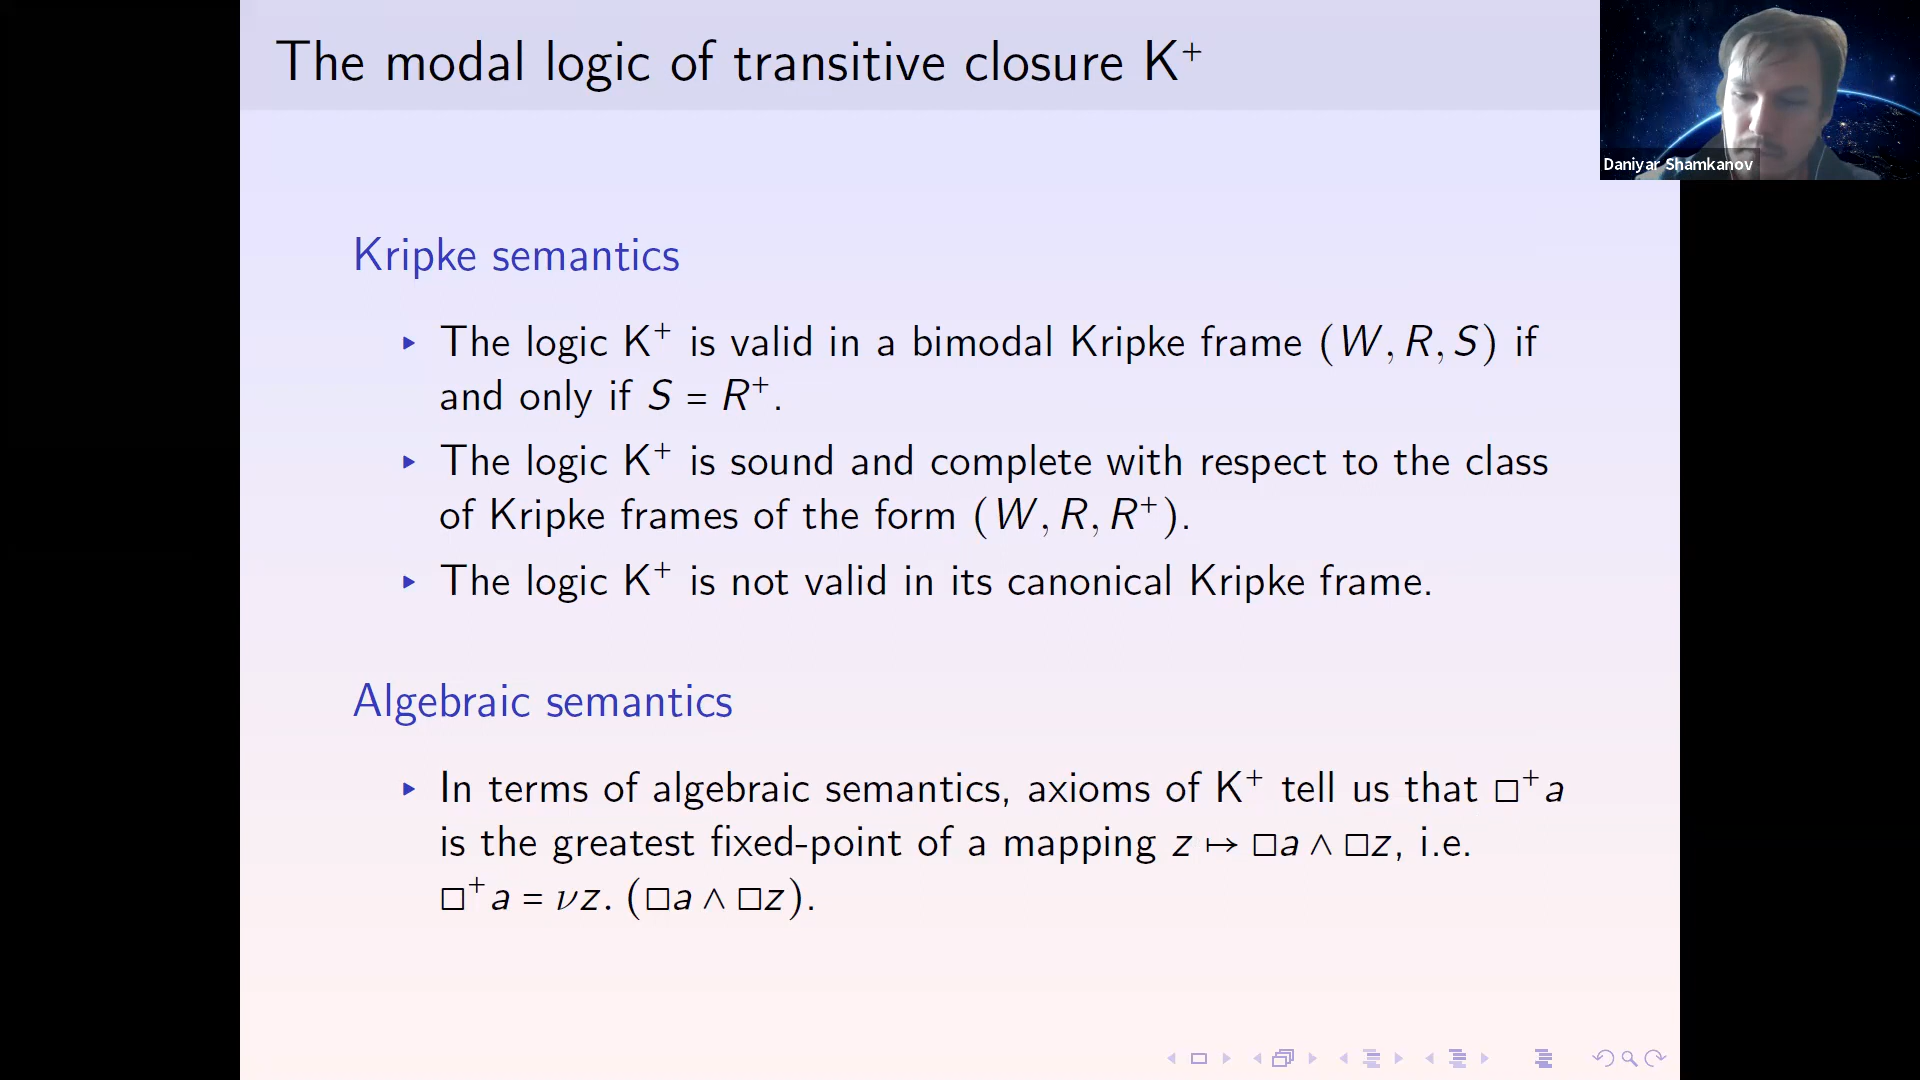 The modal logic of transitive closure K⁺
Daniyar Shamkanov
Kripke semantics
▸ The logic K⁺ is valid in a bimodal Kripke frame (W, R, S) if
and only if S = R⁺.
▸ The logic K⁺ is sound and complete with respect to the class
of Kripke frames of the form (W, R, R⁺).
▸ The logic K⁺ is not valid in its canonical Kripke frame.
Algebraic semantics
▸ In terms of algebraic semantics, axioms of K⁺ tell us that □⁺a
is the greatest fixed-point of a mapping z ↦ □a ∧ □z, i.e.
□⁺a = νz. (□a ∧ □z).